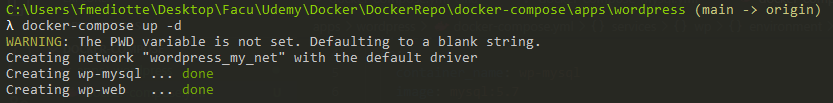 C:\Users\fmediotte\Desktop\Facu\Udemy\Docker\DockerRepo\docker-compose\apps\wordpress (main -> origin)
λ docker-compose up -d
WARNING: The PWD variable is not set. Defaulting to a blank string.
Creating network "wordpress_my_net" with the default driver
Creating wp-mysql ... done
Creating wp-web   ... done